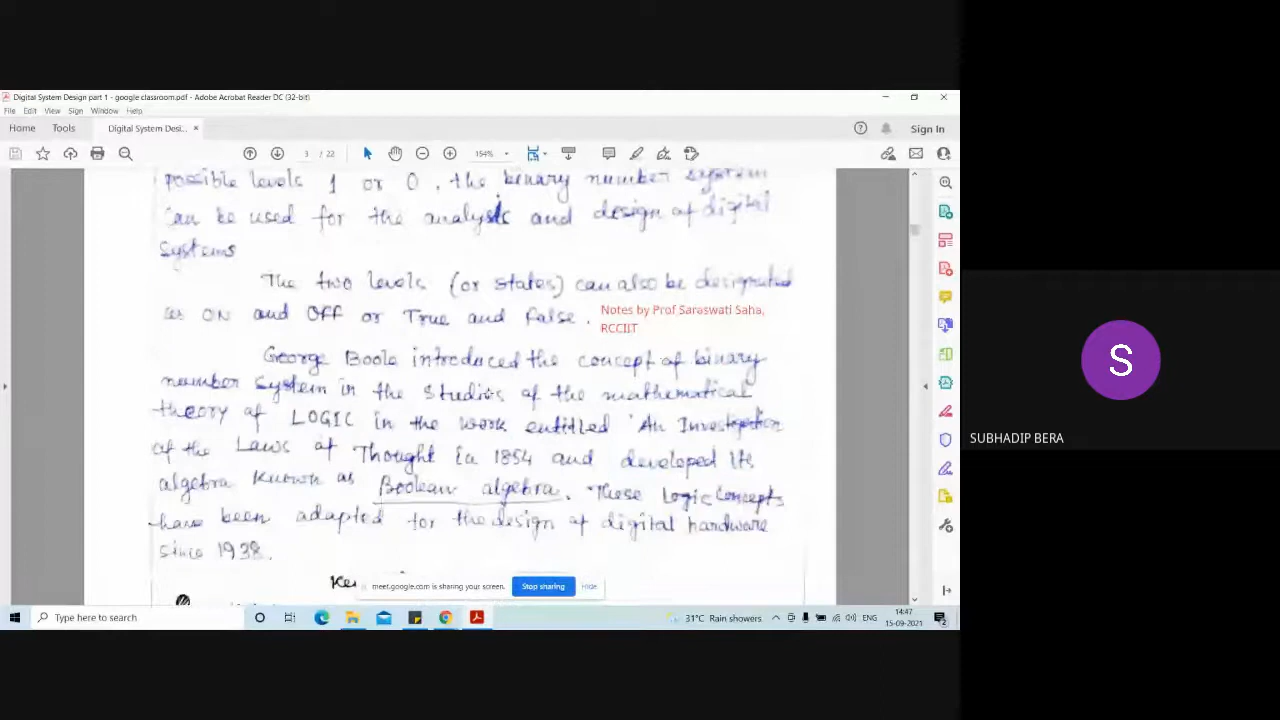 Digital System Design part 1 - google classroom.pdf - Adobe Acrobat Reader DC (32-bit)
File Edit View Sign Window Help
Home Tools Digital System Desi... × Sign In
3 / 22 154%
possible levels 1 or 0, the binary number system
can be used for the analysis and design of digital
systems
The two levels (or states) can also be designated
as ON and OFF or True and False.
Notes by Prof Saraswati Saha,
RCCIIT
George Boole introduced the concept of binary
number system in the studies of the mathematical
theory of LOGIC in the work entitled 'An Investigation
of the Laws of Thought in 1854 and developed its
algebra known as Boolean algebra. These logic concepts
have been adapted for the design of digital hardware
since 1938.
meet.google.com is sharing your screen. Stop sharing Hide
Type here to search
31°C Rain showers ENG 14:47
15-09-2021
S
SUBHADIP BERA